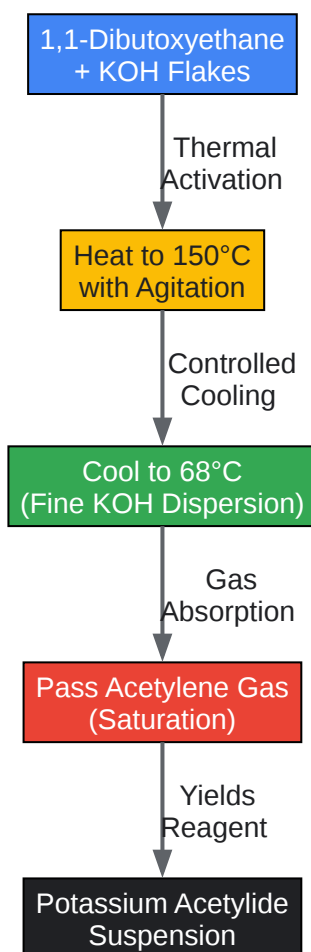 1,1-Dibutoxyethane
+ KOH Flakes
Thermal
Activation
Heat to 150°C
with Agitation
Controlled
Cooling
Cool to 68°C
(Fine KOH Dispersion)
Gas
Absorption
Pass Acetylene Gas
(Saturation)
Yields
Reagent
Potassium Acetylide
Suspension